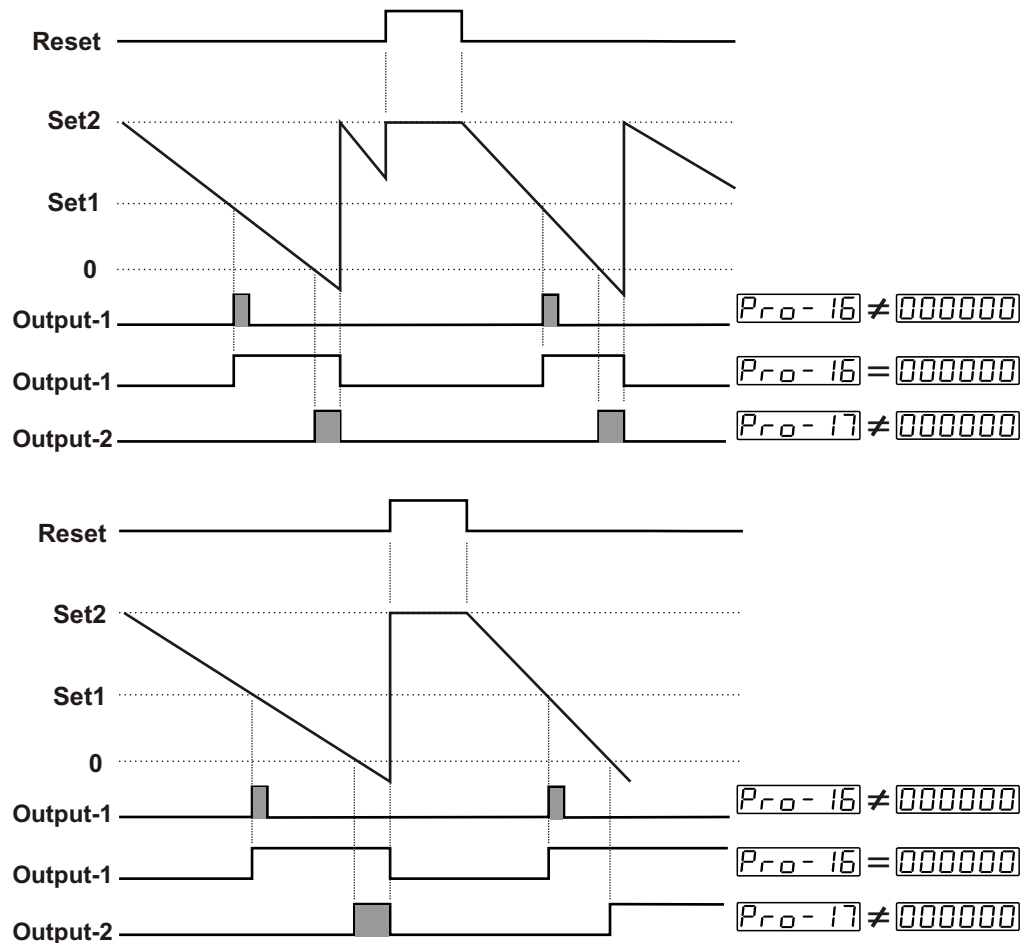 Reset
Set2
Set1
0
Output-1
Pro-16 ≠ 000000
Output-1
Pro-16 = 000000
Output-2
Pro-17 ≠ 000000
Reset
Set2
Set1
0
Output-1
Pro-16 ≠ 000000
Output-1
Pro-16 = 000000
Output-2
Pro-17 ≠ 000000